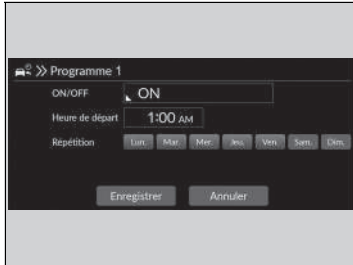 >> Programme 1
ON/OFF ON
Heure de départ 1:00 AM
Répétition Lun. Mar. Mer. Jeu. Ven. Sam. Dim.
Enregistrer Annuler